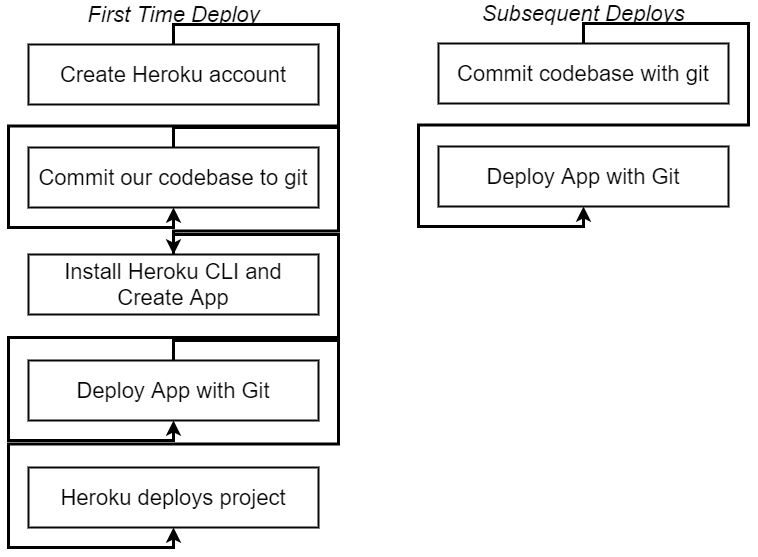 First Time Deploy
Create Heroku account
Commit our codebase to git
Install Heroku CLI and
Create App
Deploy App with Git
Heroku deploys project
Subsequent Deploys
Commit codebase with git
Deploy App with Git